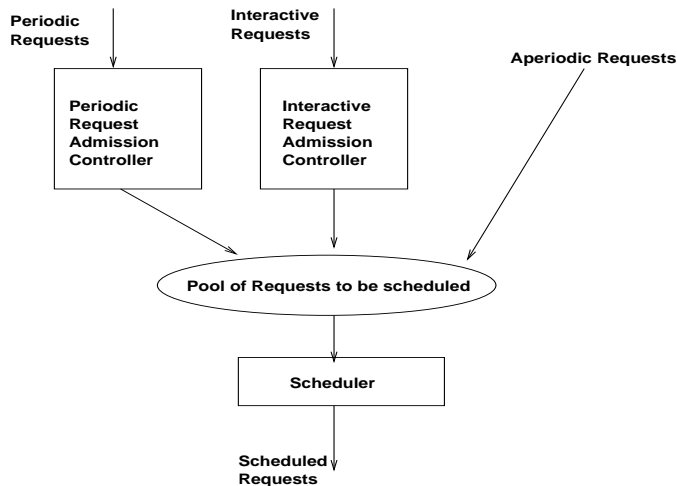 Periodic
Requests
Interactive
Requests
Aperiodic Requests
Periodic
Request
Admission
Controller
Interactive
Request
Admission
Controller
Pool of Requests to be scheduled
Scheduler
Scheduled
Requests